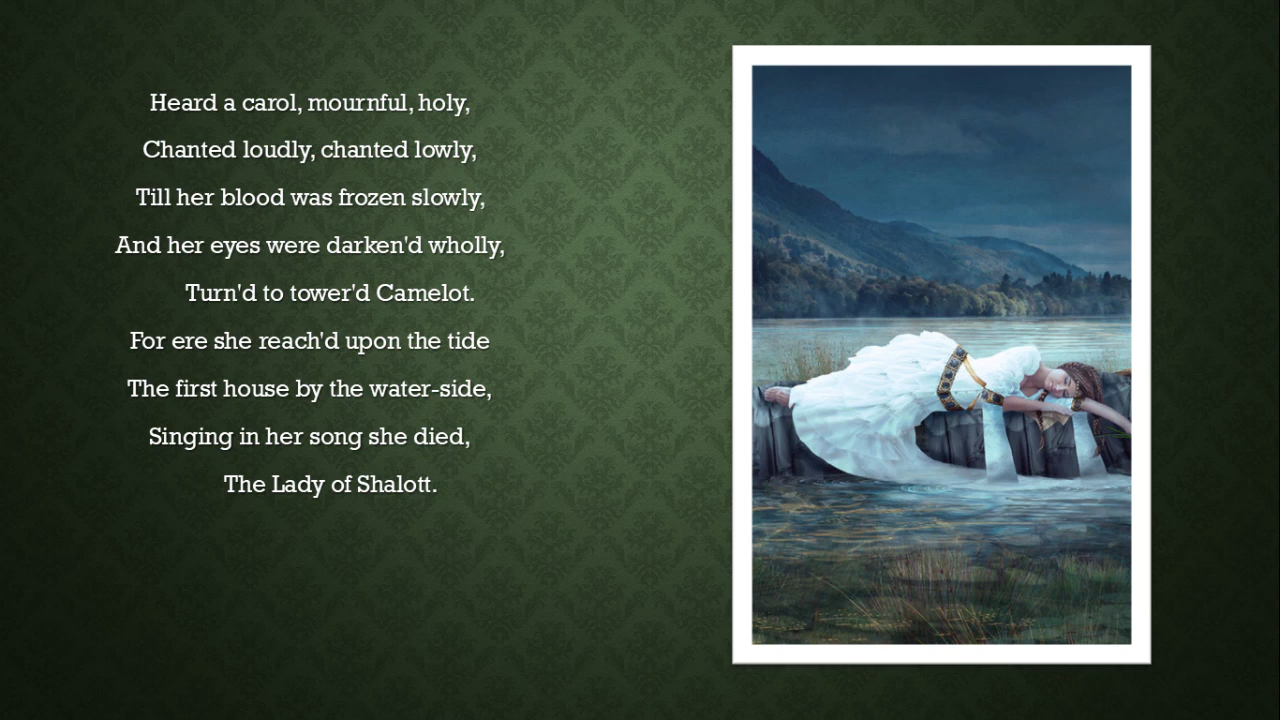 Heard a carol, mournful, holy,
Chanted loudly, chanted lowly,
Till her blood was frozen slowly,
And her eyes were darken'd wholly,
Turn'd to tower'd Camelot.
For ere she reach'd upon the tide
The first house by the water-side,
Singing in her song she died,
The Lady of Shalott.